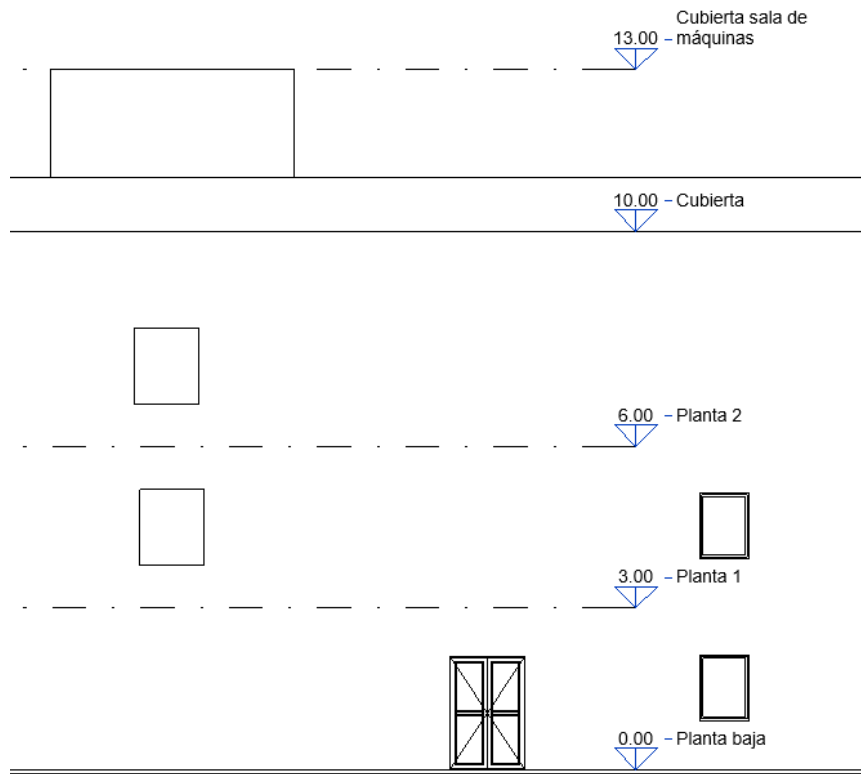 Cubierta sala de
13.00 máquinas
10.00 Cubierta
6.00 Planta 2
3.00 Planta 1
0.00 Planta baja